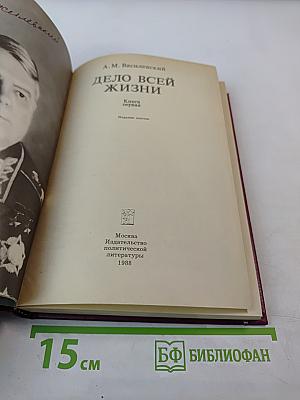 А. М. Василевский
ДЕЛО ВСЕЙ
ЖИЗНИ
Книга
первая
Москва
Издательство
политической
литературы
1988
15 см
БФ БИБЛИОФАН